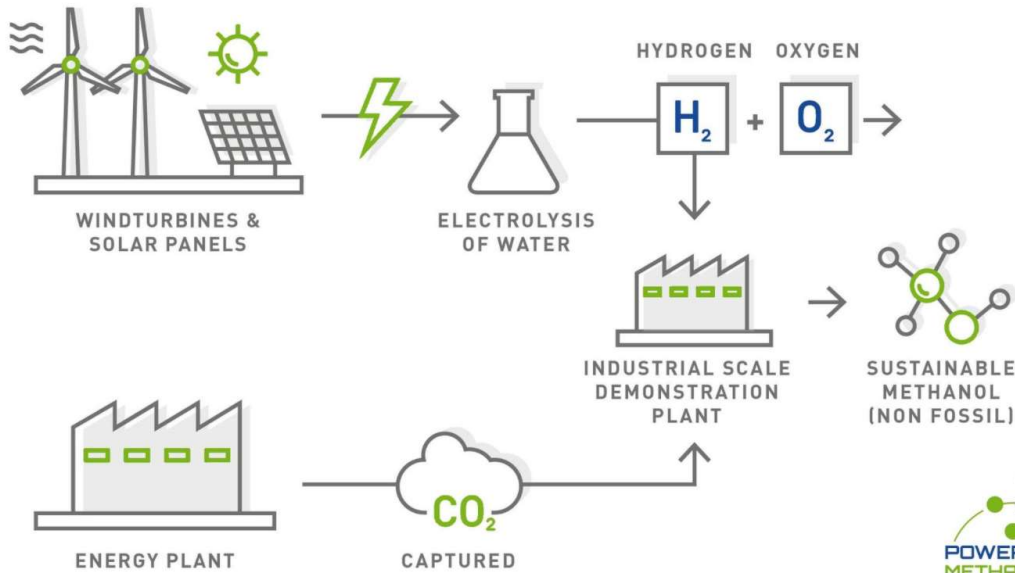 HYDROGEN OXYGEN
H₂ + O₂
WINDTURBINES &
SOLAR PANELS
ELECTROLYSIS
OF WATER
INDUSTRIAL SCALE
DEMONSTRATION
PLANT
SUSTAINABLE
METHANOL
(NON FOSSIL)
CO₂
ENERGY PLANT
CAPTURED
POWER